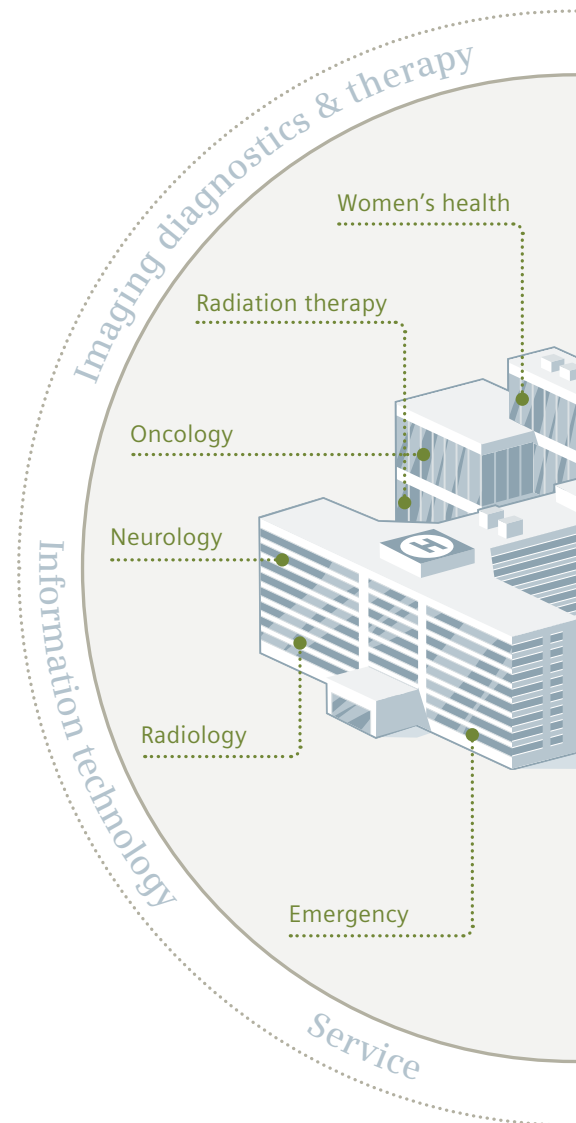 Imaging diagnostics & therapy
Women’s health
Radiation therapy
Oncology
Neurology
H
Information technology
Radiology
Emergency
Service